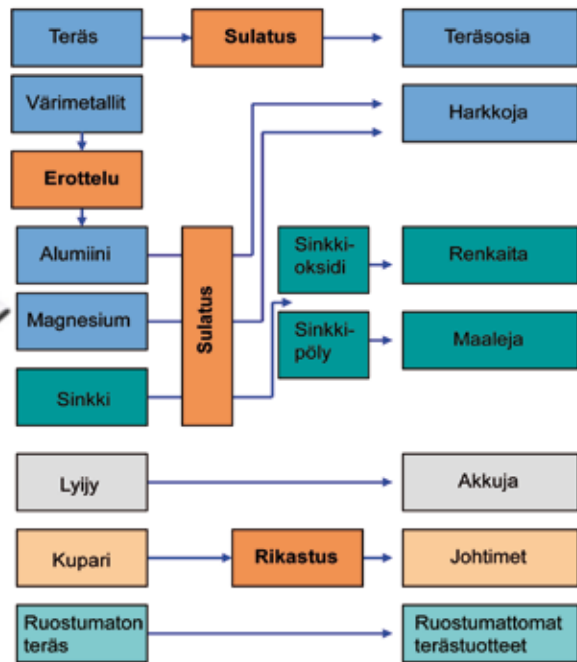 Teräs
Sulatus
Teräsosia
Värimetallit
Harkkoja
Erottelu
Alumiini
Sulatus
Sinkki-
oksidi
Renkaita
Magnesium
Sinkki-
pöly
Maaleja
Sinkki
Lyijy
Akkuja
Kupari
Rikastus
Johtimet
Ruostumaton
teräs
Ruostumattomat
terästuotteet